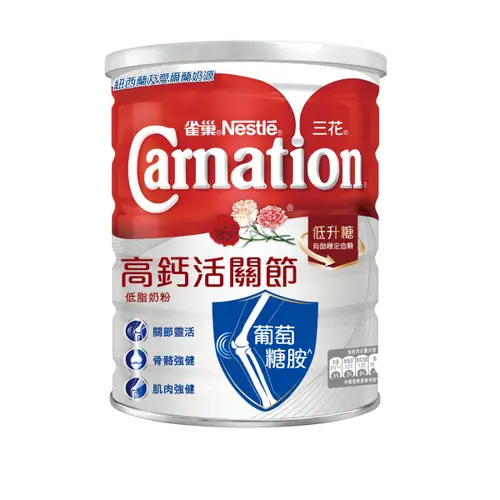 紐西蘭及愛爾蘭奶源
雀巢® Nestlé® 三花®
Carnation®
®
低升糖
有助穩定血糖
高鈣活關節
低脂奶粉
葡萄
糖胺^
關節靈活
骨骼強健
肌肉強健